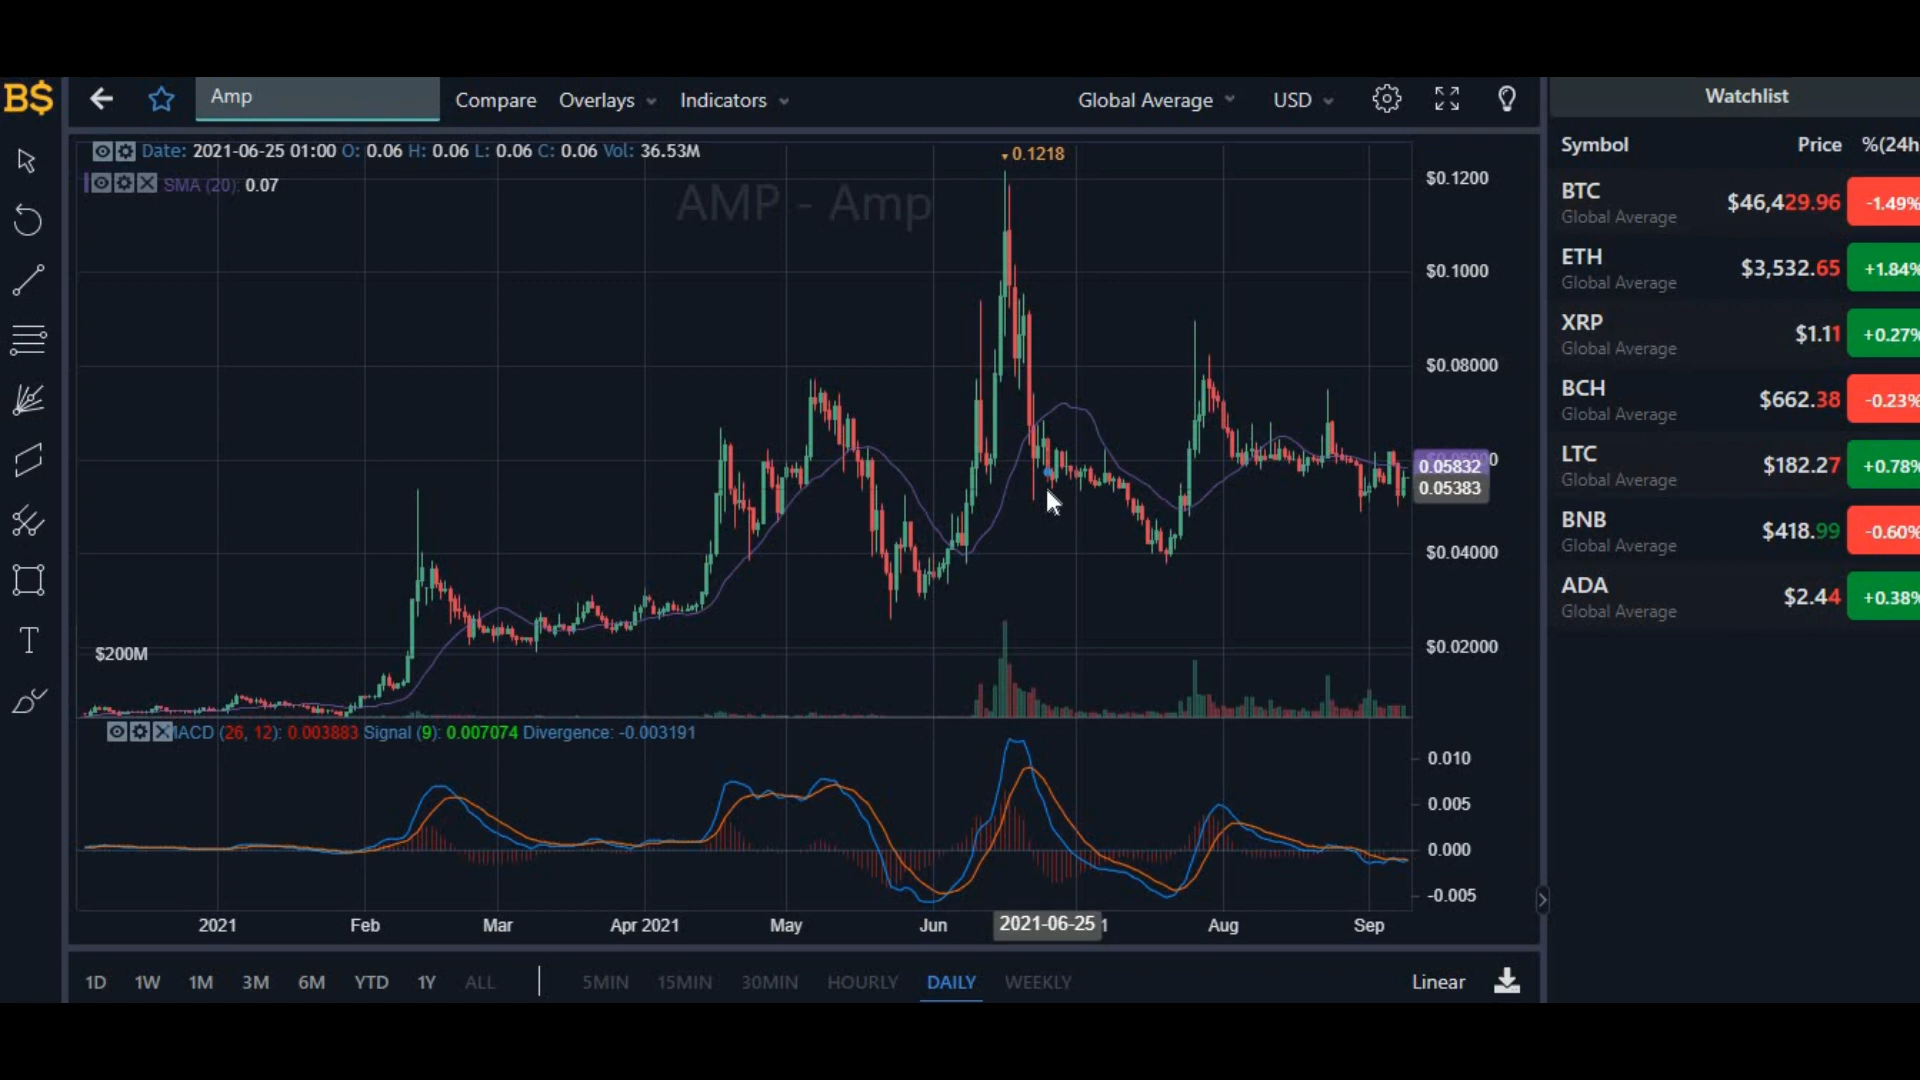 B$
Amp
Compare
Overlays
Indicators
Global Average
USD
Watchlist
Date: 2021-06-25 01:00 O: 0.06 H: 0.06 L: 0.06 C: 0.06 Vol: 36.53M
SMA (20): 0.07
AMP - Amp
0.1218
$0.1200
$0.1000
$0.08000
0.05832
0.05383
$0.04000
$0.02000
$200M
MACD (26, 12): 0.003883 Signal (9): 0.007074 Divergence: -0.003191
0.010
0.005
0.000
-0.005
2021
Feb
Mar
Apr 2021
May
Jun
2021-06-25
1
Aug
Sep
1D
1W
1M
3M
6M
YTD
1Y
ALL
5MIN
15MIN
30MIN
HOURLY
DAILY
WEEKLY
Linear
Symbol Price %(24h
BTC $46,429.96 -1.49%
Global Average
ETH $3,532.65 +1.84%
Global Average
XRP $1.11 +0.27%
Global Average
BCH $662.38 -0.23%
Global Average
LTC $182.27 +0.78%
Global Average
BNB $418.99 -0.60%
Global Average
ADA $2.44 +0.38%
Global Average